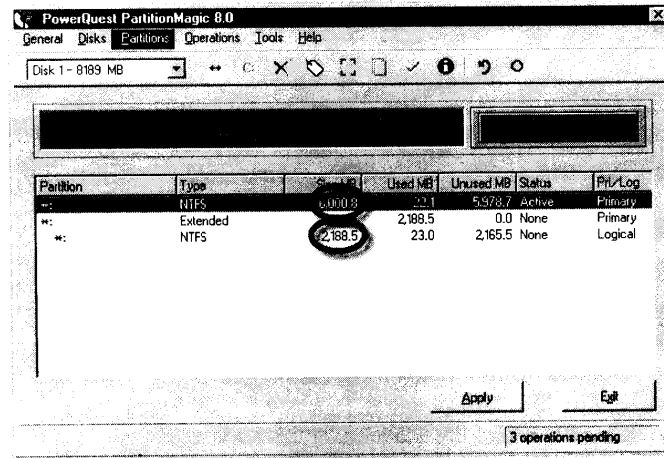 PowerQuest PartitionMagic 8.0
General Disks Partitions Operations Tools Help
Disk 1 - 8189 MB
Partition Type Size MB Used MB Unused MB Status Pri/Log
*: NTFS 6,000.8 22.1 5,978.7 Active Primary
*: Extended 2,188.5 0.0 None Primary
*: NTFS 2,188.5 23.0 2,165.5 None Logical
Apply Exit
3 operations pending